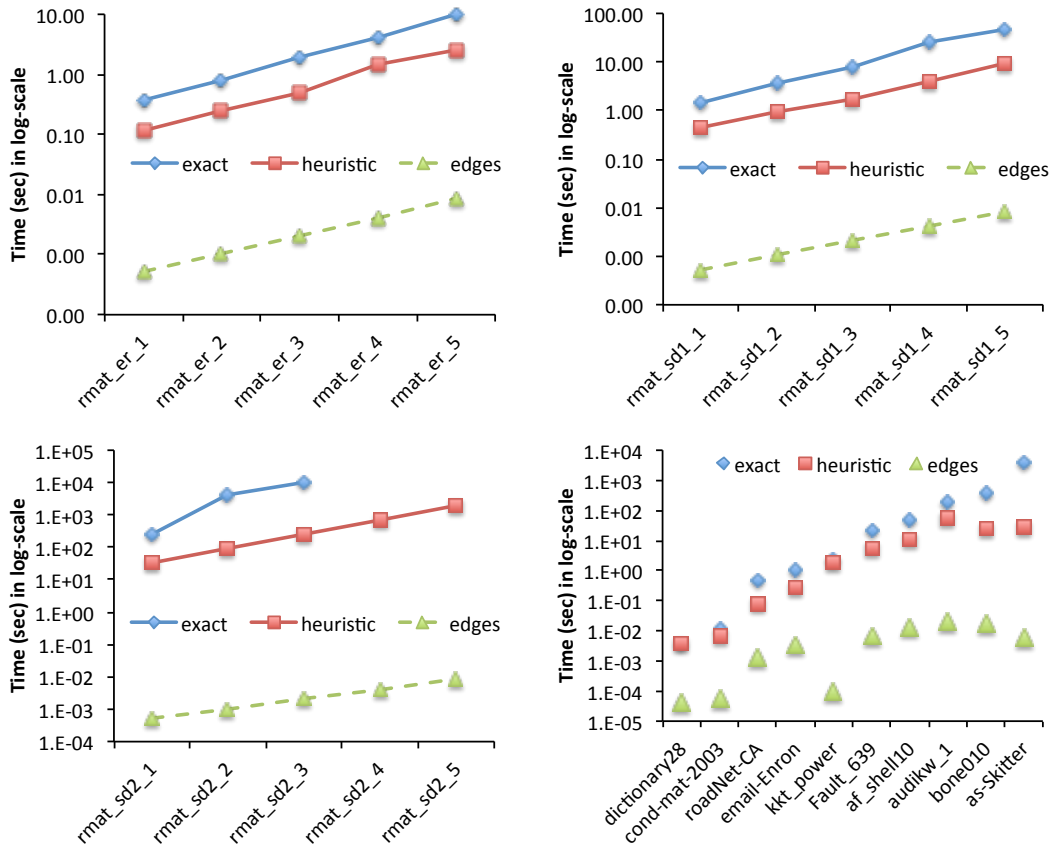 Time (sec) in log-scale
10.00
1.00
0.10
0.01
0.00
0.00
exact heuristic edges
rmat_er_1 rmat_er_2 rmat_er_3 rmat_er_4 rmat_er_5
Time (sec) in log-scale
100.00
10.00
1.00
0.10
0.01
0.00
0.00
exact heuristic edges
rmat_sd1_1 rmat_sd1_2 rmat_sd1_3 rmat_sd1_4 rmat_sd1_5
Time (sec) in log-scale
1.E+05
1.E+04
1.E+03
1.E+02
1.E+01
1.E+00
1.E-01
1.E-02
1.E-03
1.E-04
exact heuristic edges
rmat_sd2_1 rmat_sd2_2 rmat_sd2_3 rmat_sd2_4 rmat_sd2_5
Time (sec) in log-scale
1.E+04
1.E+03
1.E+02
1.E+01
1.E+00
1.E-01
1.E-02
1.E-03
1.E-04
1.E-05
exact heuristic edges
dictionary28 cond-mat-2003 roadNet-CA email-Enron kkt_power Fault_639 af_shell10 audikw_1 bone010 as-Skitter